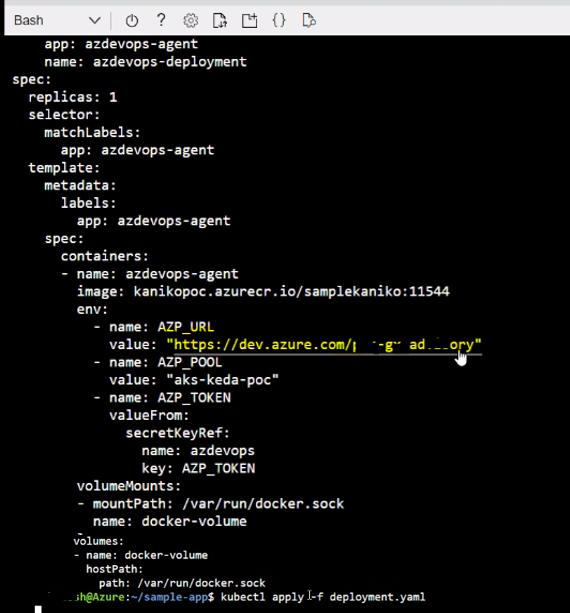 Bash
app: azdevops-agent
name: azdevops-deployment
spec:
replicas: 1
selector:
matchLabels:
app: azdevops-agent
template:
metadata:
labels:
app: azdevops-agent
spec:
containers:
- name: azdevops-agent
image: kanikopoc.azurecr.io/samplekaniko:11544
env:
- name: AZP_URL
value: "https://dev.azure.com/
- name: AZP_POOL
value: "aks-keda-poc"
- name: AZP_TOKEN
valueFrom:
secretKeyRef:
name: azdevops
key: AZP_TOKEN
volumeMounts:
- mountPath: /var/run/docker.sock
name: docker-volume
volumes:
- name: docker-volume
hostPath:
path: /var/run/docker.sock
@Azure:~/sample-app$ kubectl apply -f deployment.yaml